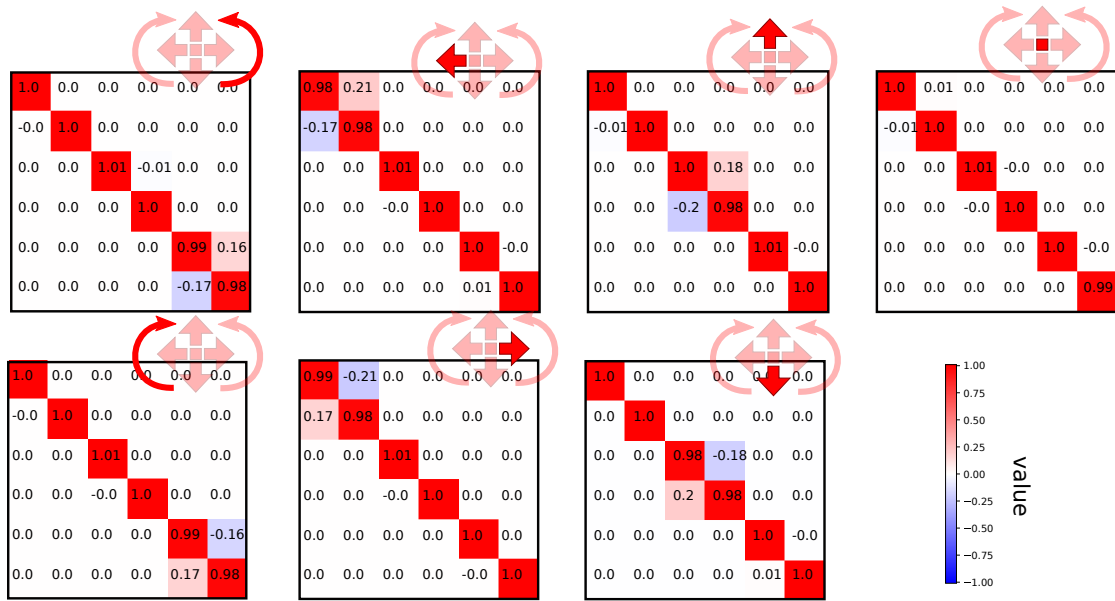 1.0 0.0 0.0 0.0 0.0 0.0
-0.0 1.0 0.0 0.0 0.0 0.0
0.0 0.0 1.01 -0.01 0.0 0.0
0.0 0.0 0.0 1.0 0.0 0.0
0.0 0.0 0.0 0.0 0.99 0.16
0.0 0.0 0.0 0.0 -0.17 0.98
0.98 0.21 0.0 0.0 0.0 0.0
-0.17 0.98 0.0 0.0 0.0 0.0
0.0 0.0 1.01 0.0 0.0 0.0
0.0 0.0 -0.0 1.0 0.0 0.0
0.0 0.0 0.0 0.0 1.0 -0.0
0.0 0.0 0.0 0.0 0.01 1.0
1.0 0.0 0.0 0.0 0.0 0.0
-0.01 1.0 0.0 0.0 0.0 0.0
0.0 0.0 1.0 0.18 0.0 0.0
0.0 0.0 -0.2 0.98 0.0 0.0
0.0 0.0 0.0 0.0 1.01 -0.0
0.0 0.0 0.0 0.0 0.0 1.0
1.0 0.01 0.0 0.0 0.0 0.0
-0.01 1.0 0.0 0.0 0.0 0.0
0.0 0.0 1.01 -0.0 0.0 0.0
0.0 0.0 -0.0 1.0 0.0 0.0
0.0 0.0 0.0 0.0 1.0 -0.0
0.0 0.0 0.0 0.0 0.0 0.99
1.0 0.0 0.0 0.0 0.0 0.0
-0.0 1.0 0.0 0.0 0.0 0.0
0.0 0.0 1.01 0.0 0.0 0.0
0.0 0.0 -0.0 1.0 0.0 0.0
0.0 0.0 0.0 0.0 0.99 -0.16
0.0 0.0 0.0 0.0 0.17 0.98
0.99 -0.21 0.0 0.0 0.0 0.0
0.17 0.98 0.0 0.0 0.0 0.0
0.0 0.0 1.01 0.0 0.0 0.0
0.0 0.0 -0.0 1.0 0.0 0.0
0.0 0.0 0.0 0.0 1.0 0.0
0.0 0.0 0.0 0.0 -0.0 1.0
1.0 0.0 0.0 0.0 0.0 0.0
0.0 1.0 0.0 0.0 0.0 0.0
0.0 0.0 0.98 -0.18 0.0 0.0
0.0 0.0 0.2 0.98 0.0 0.0
0.0 0.0 0.0 0.0 1.0 -0.0
0.0 0.0 0.0 0.0 0.01 1.0
1.00
0.75
0.50
0.25
0.00
−0.25
−0.50
−0.75
−1.00
value